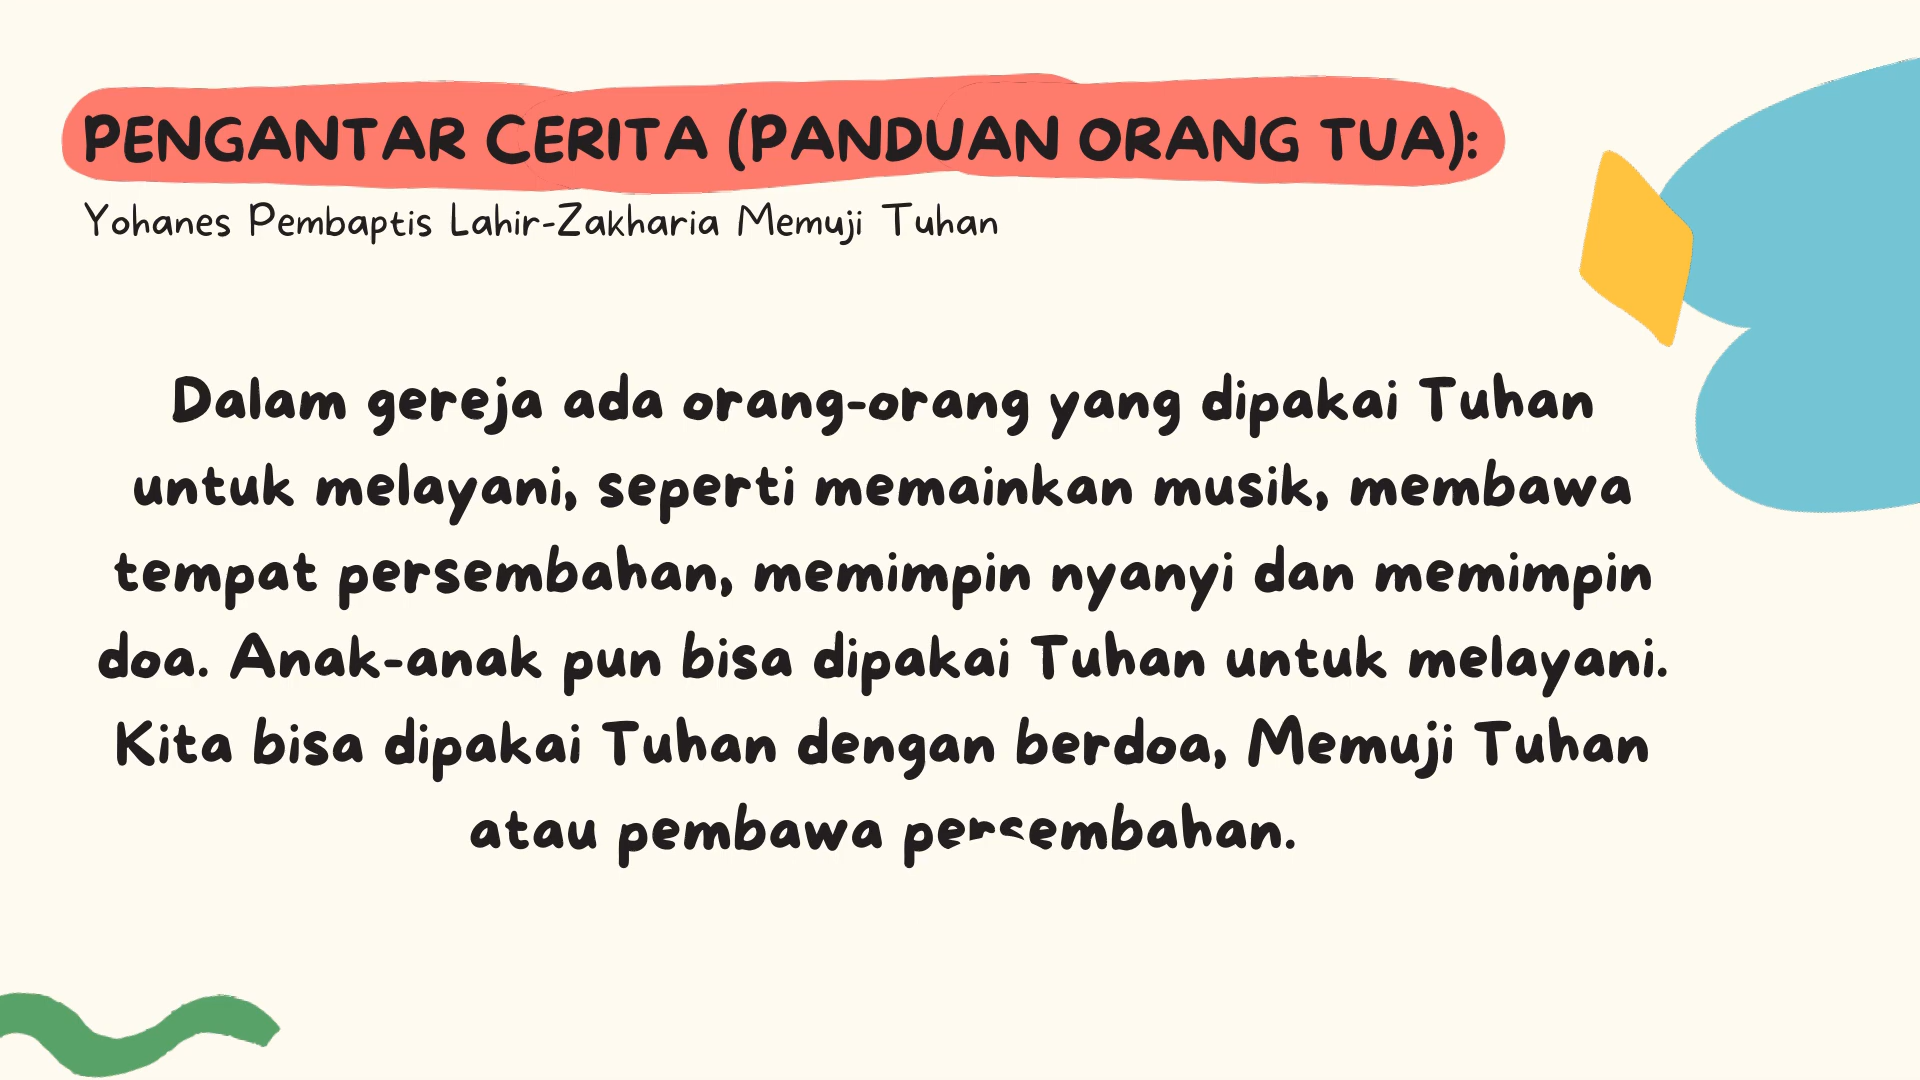 PENGANTAR CERITA (PANDUAN ORANG TUA):
Yohanes Pembaptis Lahir-Zakharia Memuji Tuhan
Dalam gereja ada orang-orang yang dipakai Tuhan
untuk melayani, seperti memainkan musik, membawa
tempat persembahan, memimpin nyanyi dan memimpin
doa. Anak-anak pun bisa dipakai Tuhan untuk melayani.
Kita bisa dipakai Tuhan dengan berdoa, Memuji Tuhan
atau pembawa persembahan.